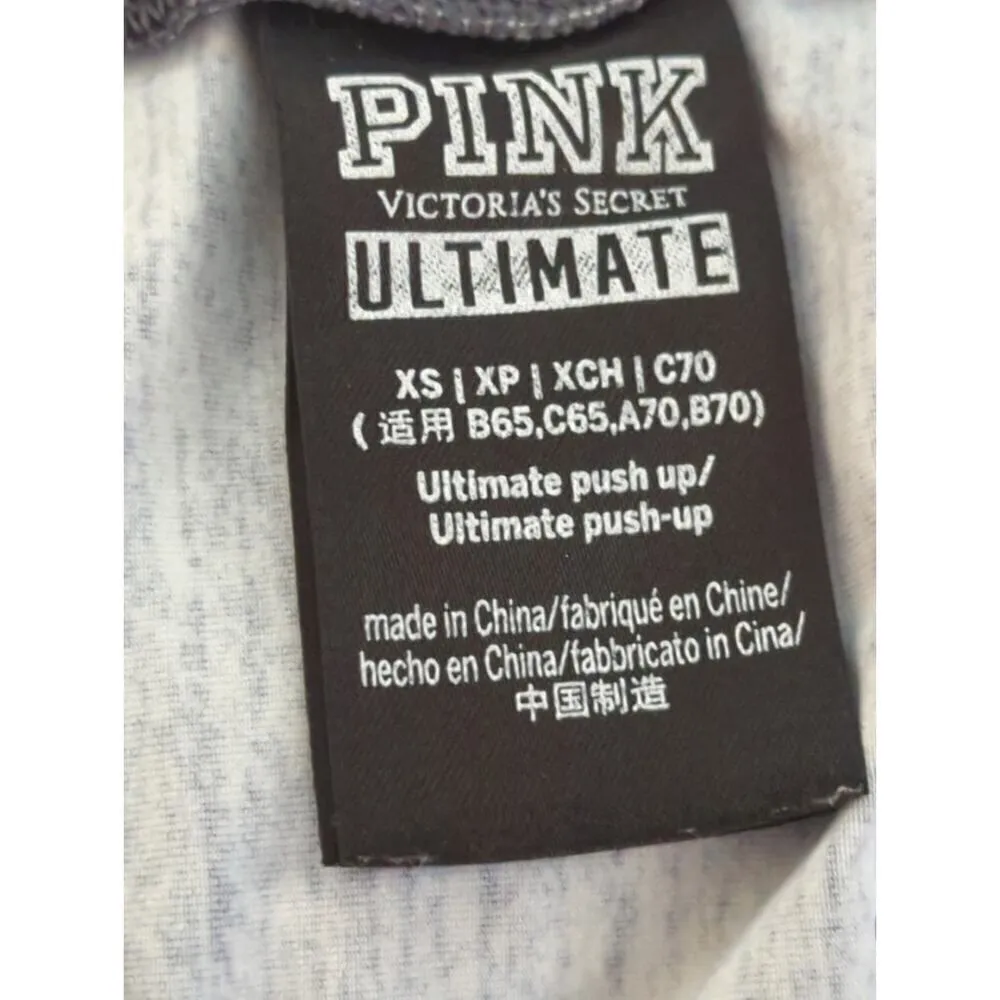 PINK
VICTORIA'S SECRET
ULTIMATE
XS | XP | XCH | C70
(适用 B65,C65,A70,B70)
Ultimate push up/
Ultimate push-up
made in China/fabriqué en Chine/
hecho en China/fabbricato in Cina/
中国制造